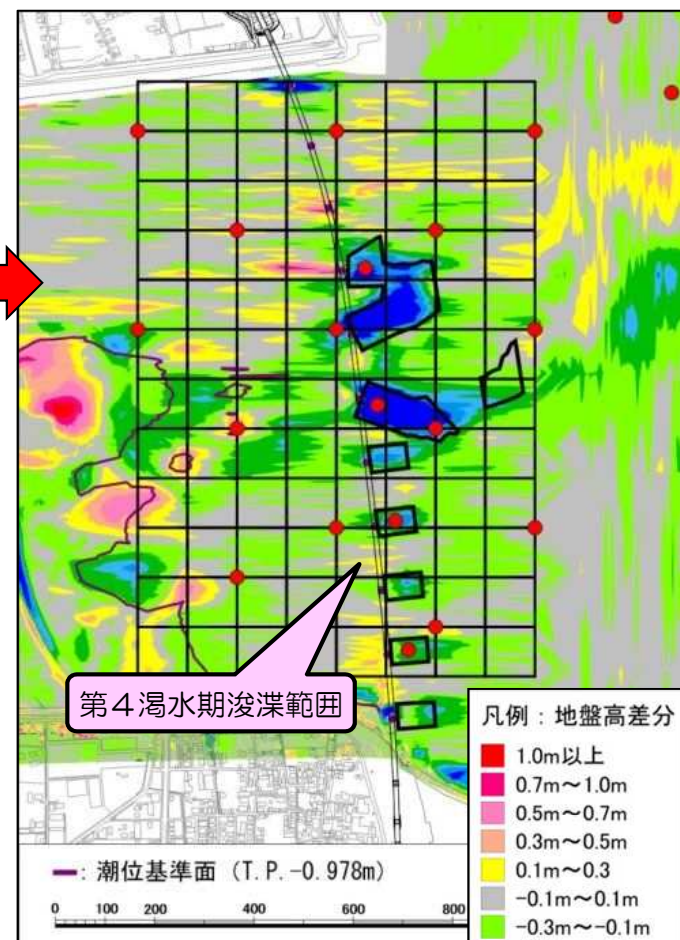 第4渇水期浚渫範囲
凡例：地盤高差分
1.0m以上
0.7m～1.0m
0.5m～0.7m
0.3m～0.5m
0.1m～0.3
-0.1m～0.1m
-0.3m～-0.1m
━: 潮位基準面 (T.P.-0.978m)
0 100 200 400 600 800